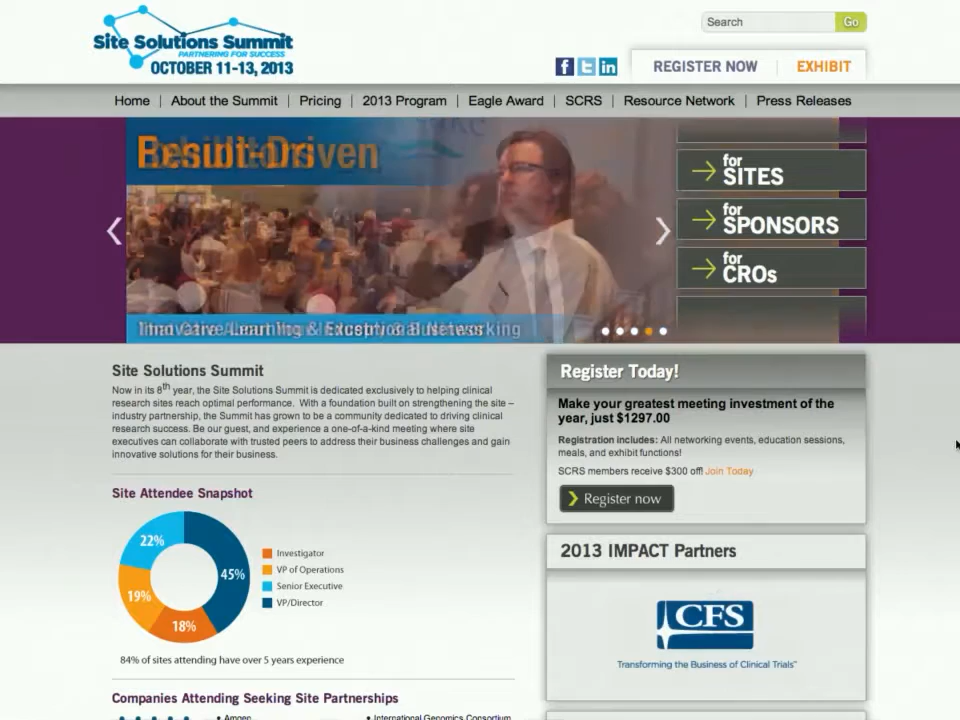 Site Solutions Summit
PARTNERING FOR SUCCESS
OCTOBER 11-13, 2013
Search
Go
REGISTER NOW
EXHIBIT
Home | About the Summit | Pricing | 2013 Program | Eagle Award | SCRS | Resource Network | Press Releases
for
SITES
for
SPONSORS
for
CROs
Site Solutions Summit
Now in its 8th year, the Site Solutions Summit is dedicated exclusively to helping clinical
research sites reach optimal performance. With a foundation built on strengthening the site –
industry partnership, the Summit has grown to be a community dedicated to driving clinical
research success. Be our guest, and experience a one-of-a-kind meeting where site
executives can collaborate with trusted peers to address their business challenges and gain
innovative solutions for their business.
Site Attendee Snapshot
22%
45%
19%
18%
Investigator
VP of Operations
Senior Executive
VP/Director
84% of sites attending have over 5 years experience
Companies Attending Seeking Site Partnerships
• Amgen
• International Genomics Consortium
Register Today!
Make your greatest meeting investment of the
year, just $1297.00
Registration includes: All networking events, education sessions,
meals, and exhibit functions!
SCRS members receive $300 off! Join Today
Register now
2013 IMPACT Partners
CFS
Transforming the Business of Clinical Trials"